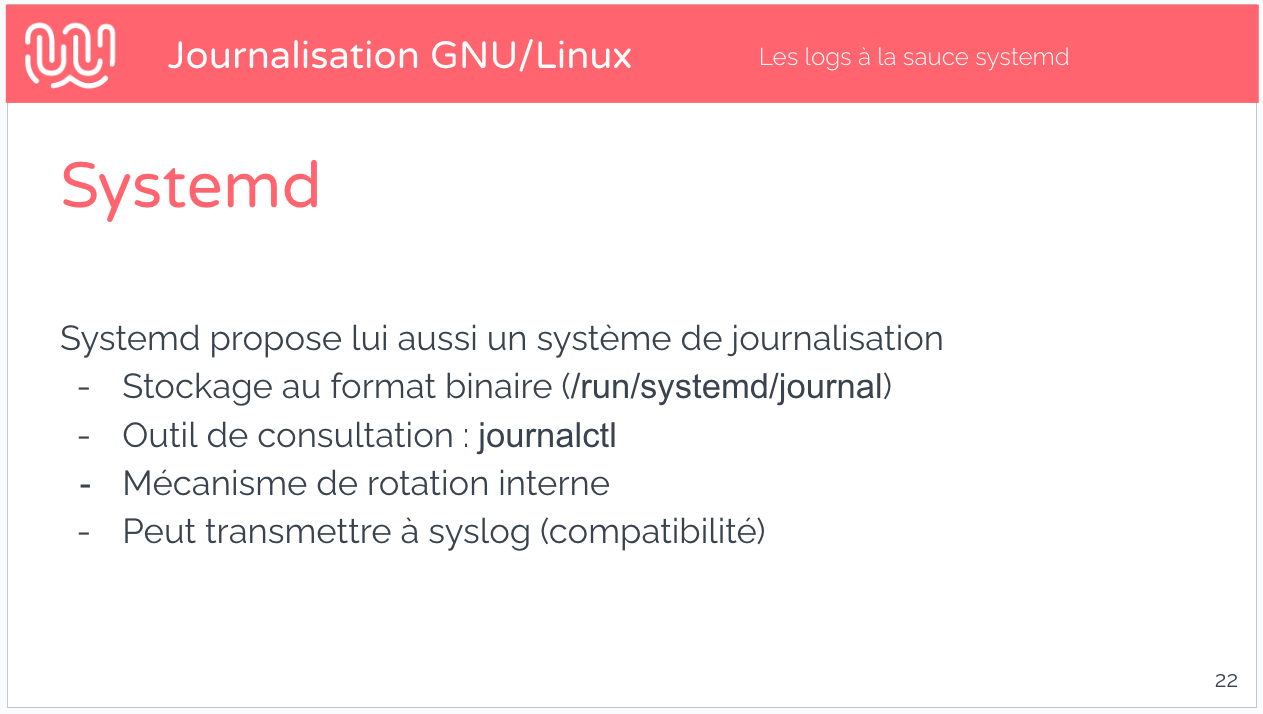 Journalisation GNU/Linux
Les logs à la sauce systemd
Systemd
Systemd propose lui aussi un système de journalisation
- Stockage au format binaire (/run/systemd/journal)
- Outil de consultation : journalctl
- Mécanisme de rotation interne
- Peut transmettre à syslog (compatibilité)
22